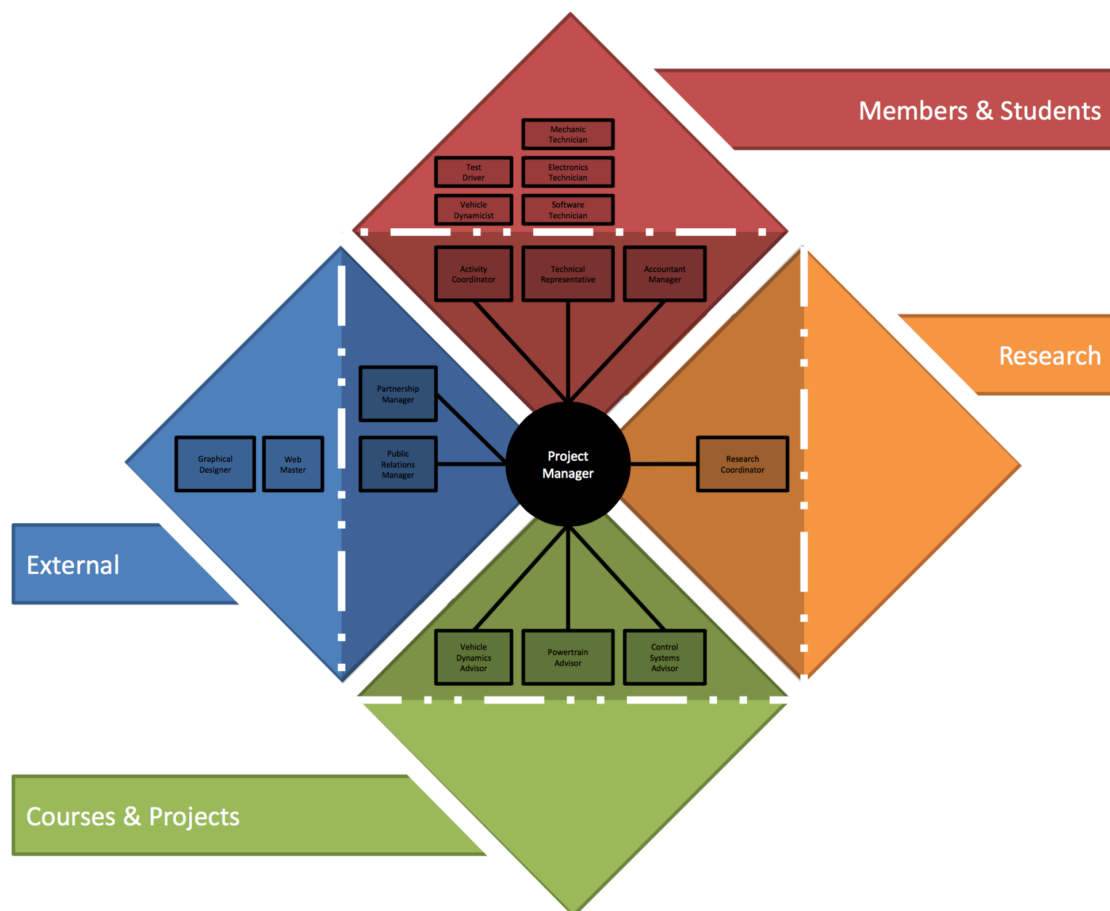 Members & Students
Mechanic
Technician
Test
Driver
Electronics
Technician
Vehicle
Dynamicist
Software
Technician
Activity
Coordinator
Technical
Representative
Accountant
Manager
Research
Partnership
Manager
Graphical
Designer
Web
Master
Public
Relations
Manager
Project
Manager
Research
Coordinator
External
Vehicle
Dynamics
Advisor
Powertrain
Advisor
Control
Systems
Advisor
Courses & Projects